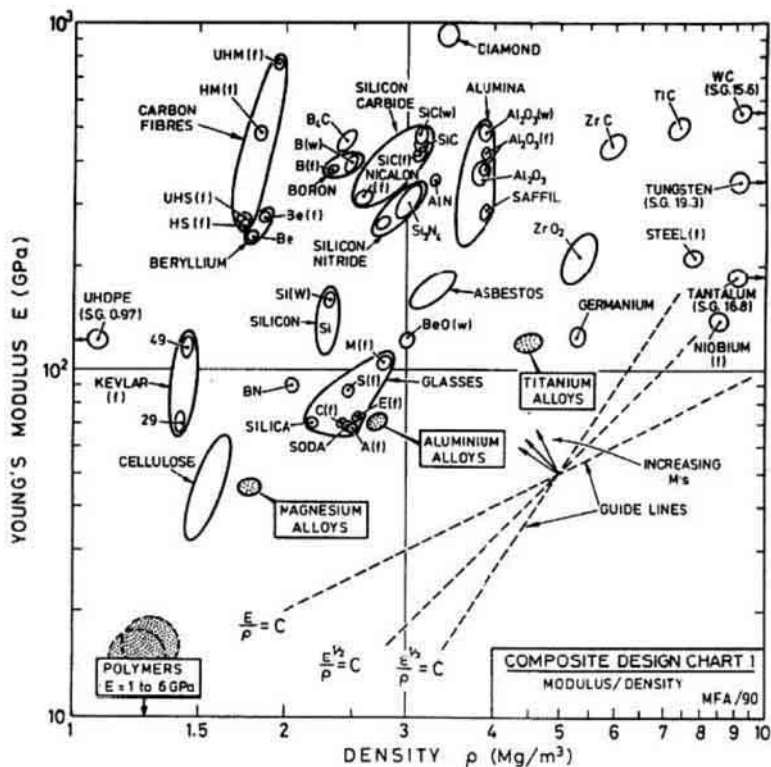 10³
DIAMOND
UHM (f)
HM(f)
CARBON
FIBRES
SILICON
CARBIDE
ALUMINA
WC
(S.G. 15.6)
TIC
ZrC
B₄C
B(w)
B(f)
BORON
SiC(w)
SiC
SiC(f)
NICALON
(f)
Al₂O₃(w)
Al₂O₃(f)
Al₂O₃
SAFFIL
AlN
TUNGSTEN
(S.G. 19.3)
UHS(f)
HS(f)
Be(f)
Be
BERYLLIUM
SILICON
NITRIDE
Si₃N₄
ZrO₂
STEEL(f)
UHDPE
(S.G. 0·97)
Si(W)
Si
SILICON
ASBESTOS
BeO(w)
GERMANIUM
TANTALUM
(S.G. 16.8)
NIOBIUM
(f)
10²
49
KEVLAR
(f)
29
M(f)
BN
S(f)
GLASSES
TITANIUM
ALLOYS
SILICA
C(f)
E(f)
SODA
A(f)
ALUMINIUM
ALLOYS
CELLULOSE
MAGNESIUM
ALLOYS
INCREASING
M's
GUIDE LINES
E/ρ = C
E^½/ρ = C
E^⅓/ρ = C
POLYMERS
E = 1 to 6 GPa
COMPOSITE DESIGN CHART 1
MODULUS/DENSITY
MFA/90
10
1 1.5 2 3 4 5 6 7 8 9 10
DENSITY ρ (Mg/m³)
YOUNG'S MODULUS E (GPa)